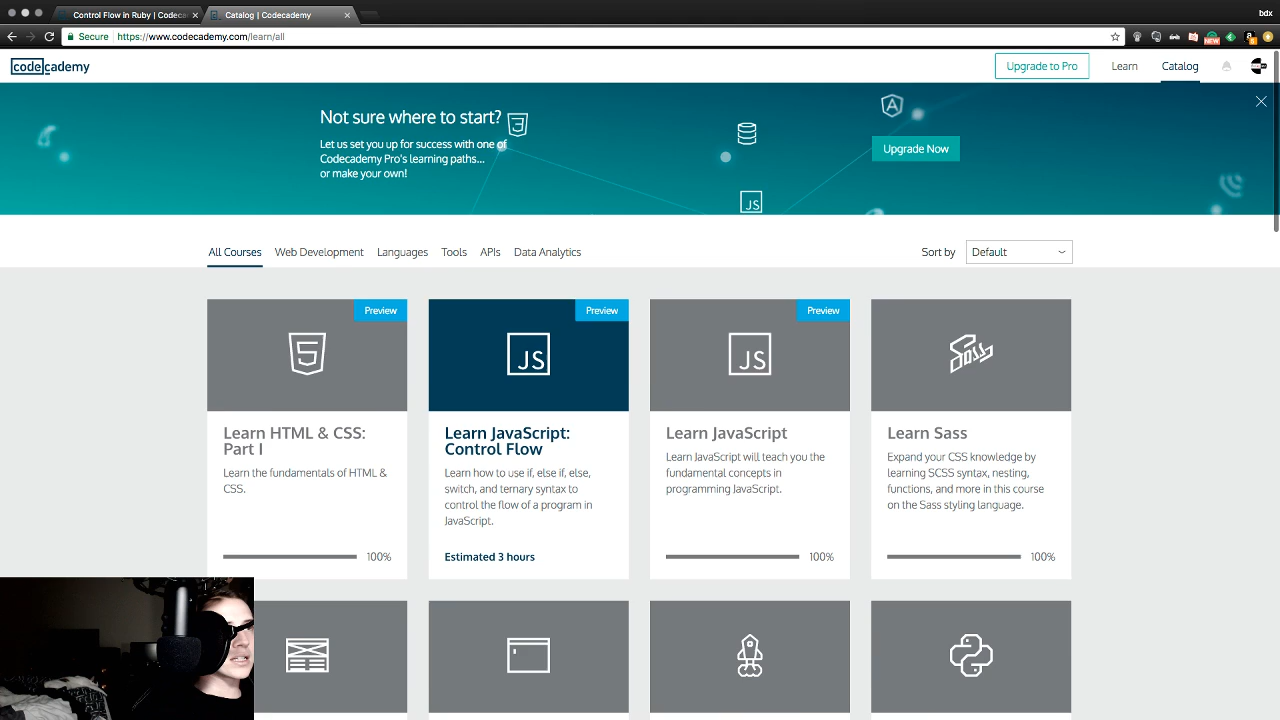 Control Flow in Ruby | Codeca
Catalog | Codecademy
bdx
Secure
https://www.codecademy.com/learn/all
NEW
codecademy
Upgrade to Pro
Learn
Catalog
Not sure where to start?
Let us set you up for success with one of
Codecademy Pro's learning paths...
or make your own!
Upgrade Now
3
A
JS
All Courses
Web Development
Languages
Tools
APIs
Data Analytics
Sort by
Default
Preview
5
Learn HTML & CSS:
Part I
Learn the fundamentals of HTML &
CSS.
100%
Preview
JS
Learn JavaScript:
Control Flow
Learn how to use if, else if, else,
switch, and ternary syntax to
control the flow of a program in
JavaScript.
Estimated 3 hours
Preview
JS
Learn JavaScript
Learn JavaScript will teach you the
fundamental concepts in
programming JavaScript.
100%
Sass
Learn Sass
Expand your CSS knowledge by
learning SCSS syntax, nesting,
functions, and more in this course
on the Sass styling language.
100%